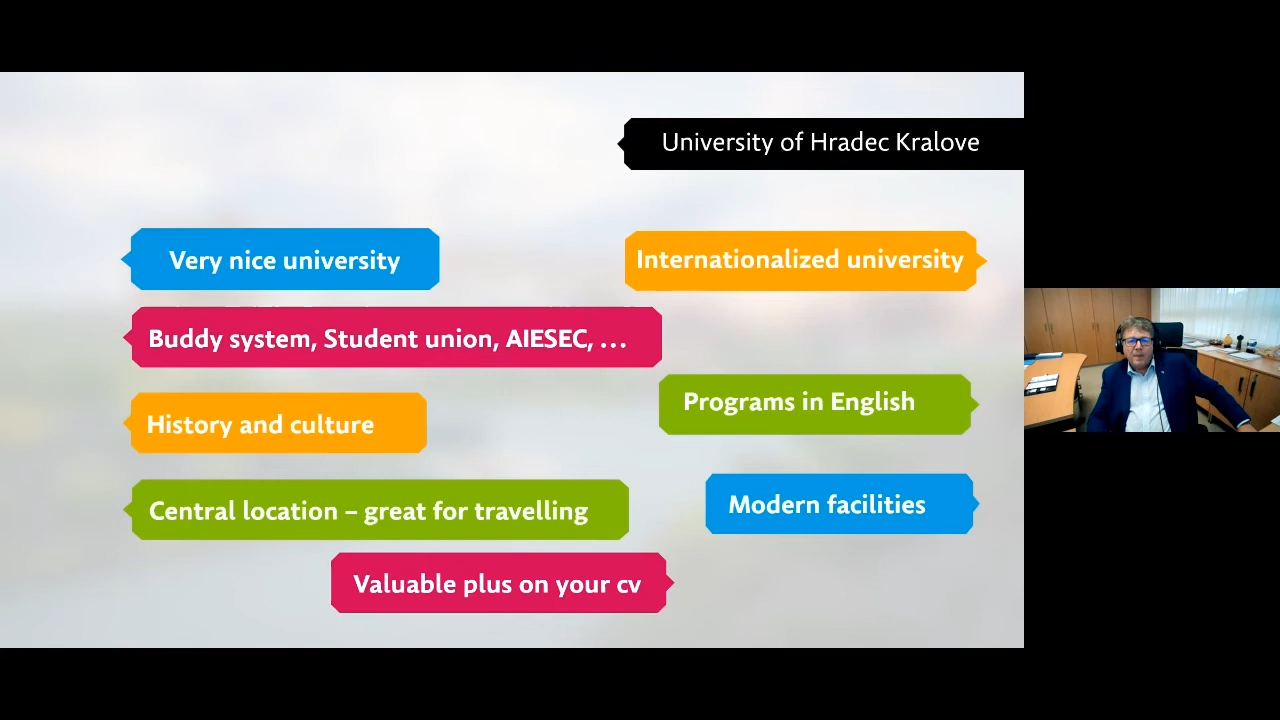 University of Hradec Kralove
Very nice university
Internationalized university
Buddy system, Student union, AIESEC, ...
Programs in English
History and culture
Central location – great for travelling
Modern facilities
Valuable plus on your cv